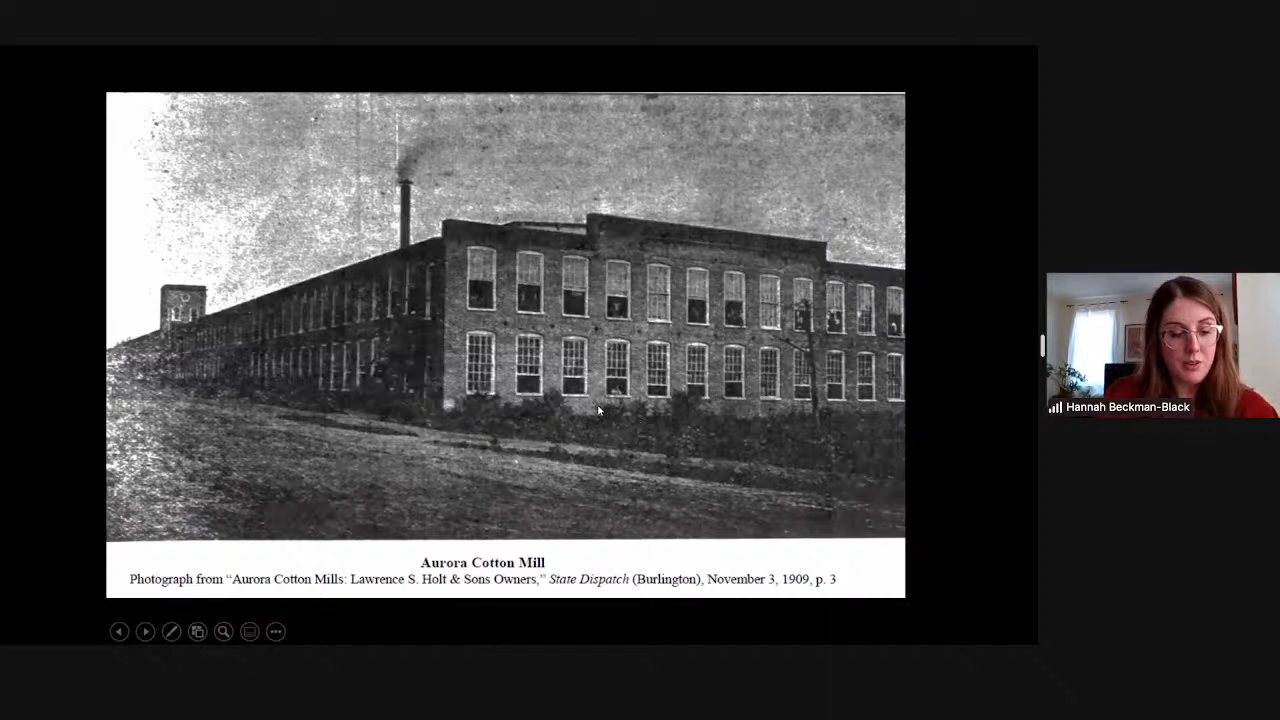 Aurora Cotton Mill
Photograph from “Aurora Cotton Mills: Lawrence S. Holt & Sons Owners,” State Dispatch (Burlington), November 3, 1909, p. 3
Hannah Beckman-Black